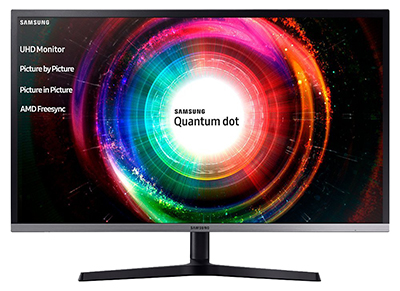 SAMSUNG
UHD Monitor
Picture by Picture
Picture in Picture
AMD Freesync
SAMSUNG
Quantum dot
SAMSUNG